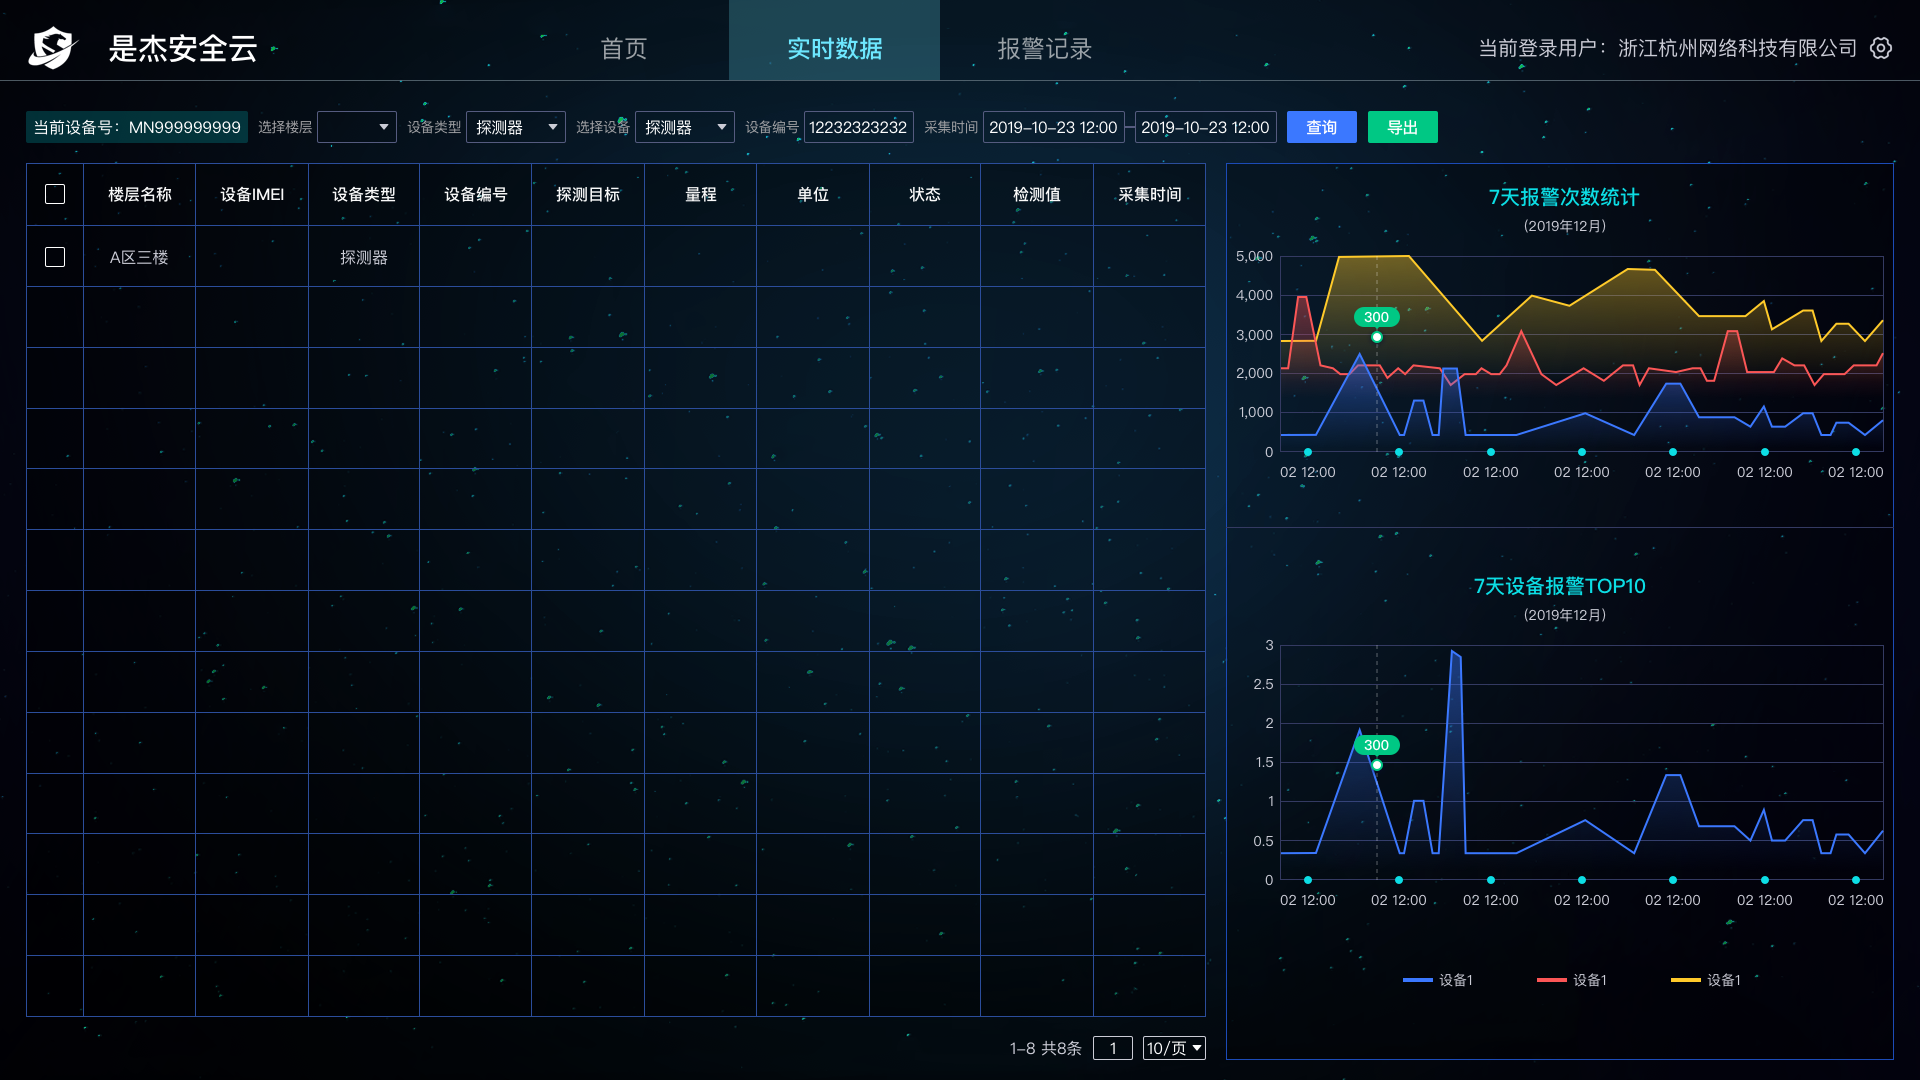 是杰安全云
首页
实时数据
报警记录
当前登录用户：浙江杭州网络科技有限公司
当前设备号：MN999999999
选择楼层
设备类型 探测器
选择设备 探测器
设备编号 12232323232
采集时间 2019-10-23 12:00 — 2019-10-23 12:00
查询
导出
楼层名称 设备IMEI 设备类型 设备编号 探测目标 量程 单位 状态 检测值 采集时间
A区三楼 探测器
1-8 共8条 1 10/页
7天报警次数统计
(2019年12月)
5,000
4,000
3,000
2,000
1,000
0
300
02 12:00 02 12:00 02 12:00 02 12:00 02 12:00 02 12:00 02 12:00
7天设备报警TOP10
(2019年12月)
3
2.5
2
1.5
1
0.5
0
300
02 12:00 02 12:00 02 12:00 02 12:00 02 12:00 02 12:00 02 12:00
设备1 设备1 设备1